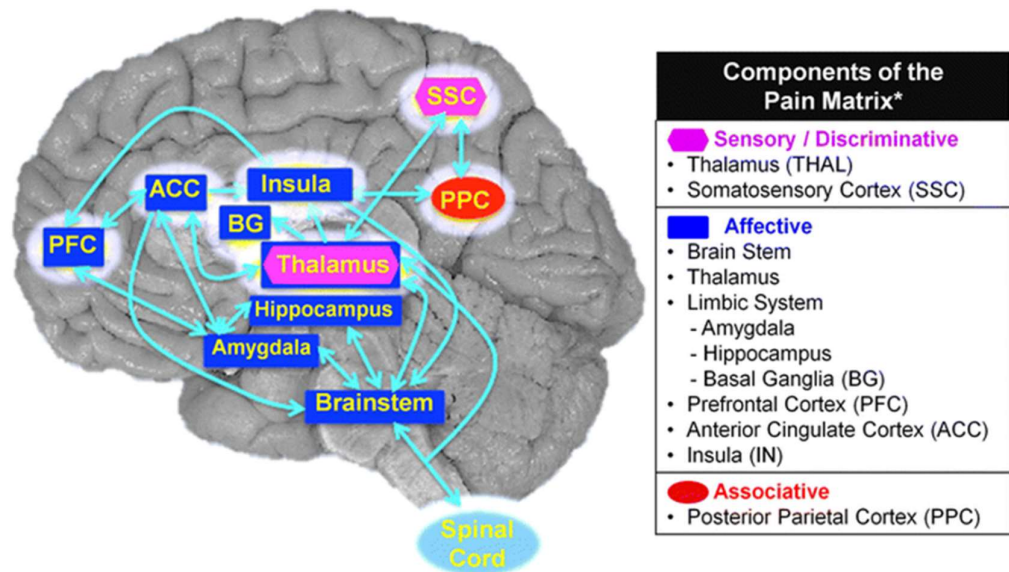 SSC
ACC
Insula
PPC
BG
PFC
Thalamus
Hippocampus
Amygdala
Brainstem
Spinal
Cord
Components of the
Pain Matrix*
Sensory / Discriminative
• Thalamus (THAL)
• Somatosensory Cortex (SSC)
Affective
• Brain Stem
• Thalamus
• Limbic System
- Amygdala
- Hippocampus
- Basal Ganglia (BG)
• Prefrontal Cortex (PFC)
• Anterior Cingulate Cortex (ACC)
• Insula (IN)
Associative
• Posterior Parietal Cortex (PPC)